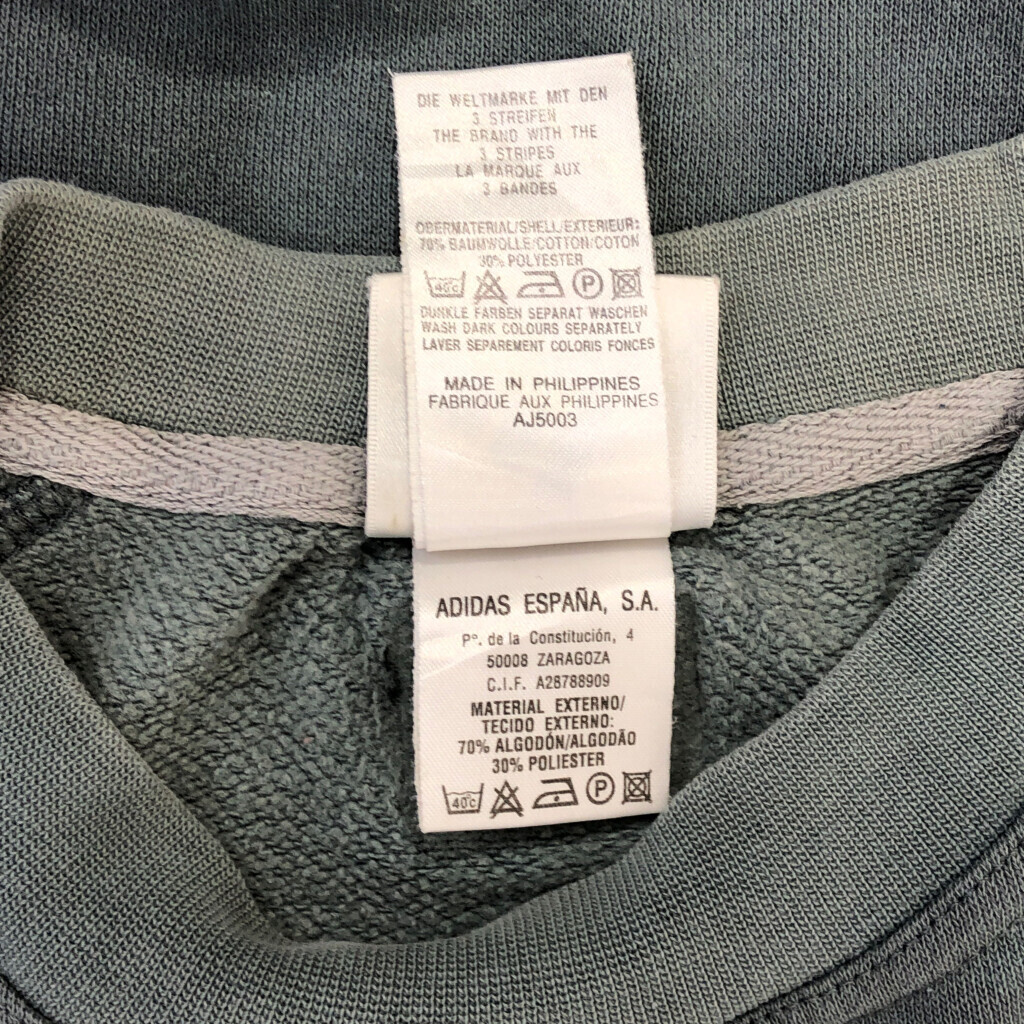 DIE WELTMARKE MIT DEN
3 STREIFEN
THE BRAND WITH THE
3 STRIPES
LA MARQUE AUX
3 BANDES
OBERMATERIAL/SHELL/EXTERIEUR:
70% BAUMWOLLE/COTTON/COTON
30% POLYESTER
40°C P
DUNKLE FARBEN SEPARAT WASCHEN
WASH DARK COLOURS SEPARATELY
LAVER SEPAREMENT COLORIS FONCES
MADE IN PHILIPPINES
FABRIQUE AUX PHILIPPINES
AJ5003
ADIDAS ESPAÑA, S.A.
Pº. de la Constitución, 4
50008 ZARAGOZA
C.I.F. A28788909
MATERIAL EXTERNO/
TECIDO EXTERNO:
70% ALGODÓN/ALGODÃO
30% POLIESTER
40°C P